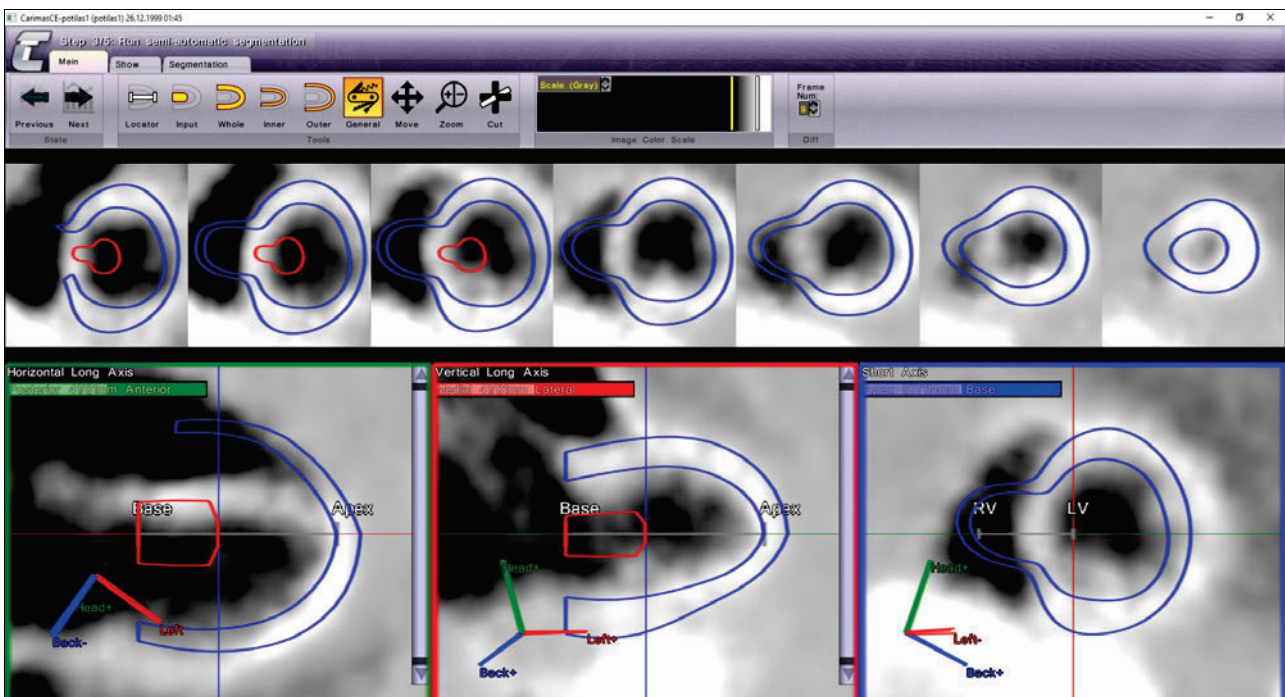 CarimasCE-potilas1 (potilas1) 26.12.1999 01:45
Step 3/5: Run semi-automatic segmentation
Main Show Segmentation
Previous Next Locator Input Whole Inner Outer General Move Zoom Cut
Scale (Gray)
Frame Num:
State Tools Image Color Scale Diff
Horizontal Long Axis
Posterior Anterior
Base Apex
Head+
Left
Back-
Vertical Long Axis
Lateral
Base Apex
Head+
Left+
Back+
Short Axis
Base
RV LV
Head+
Left-
Back+